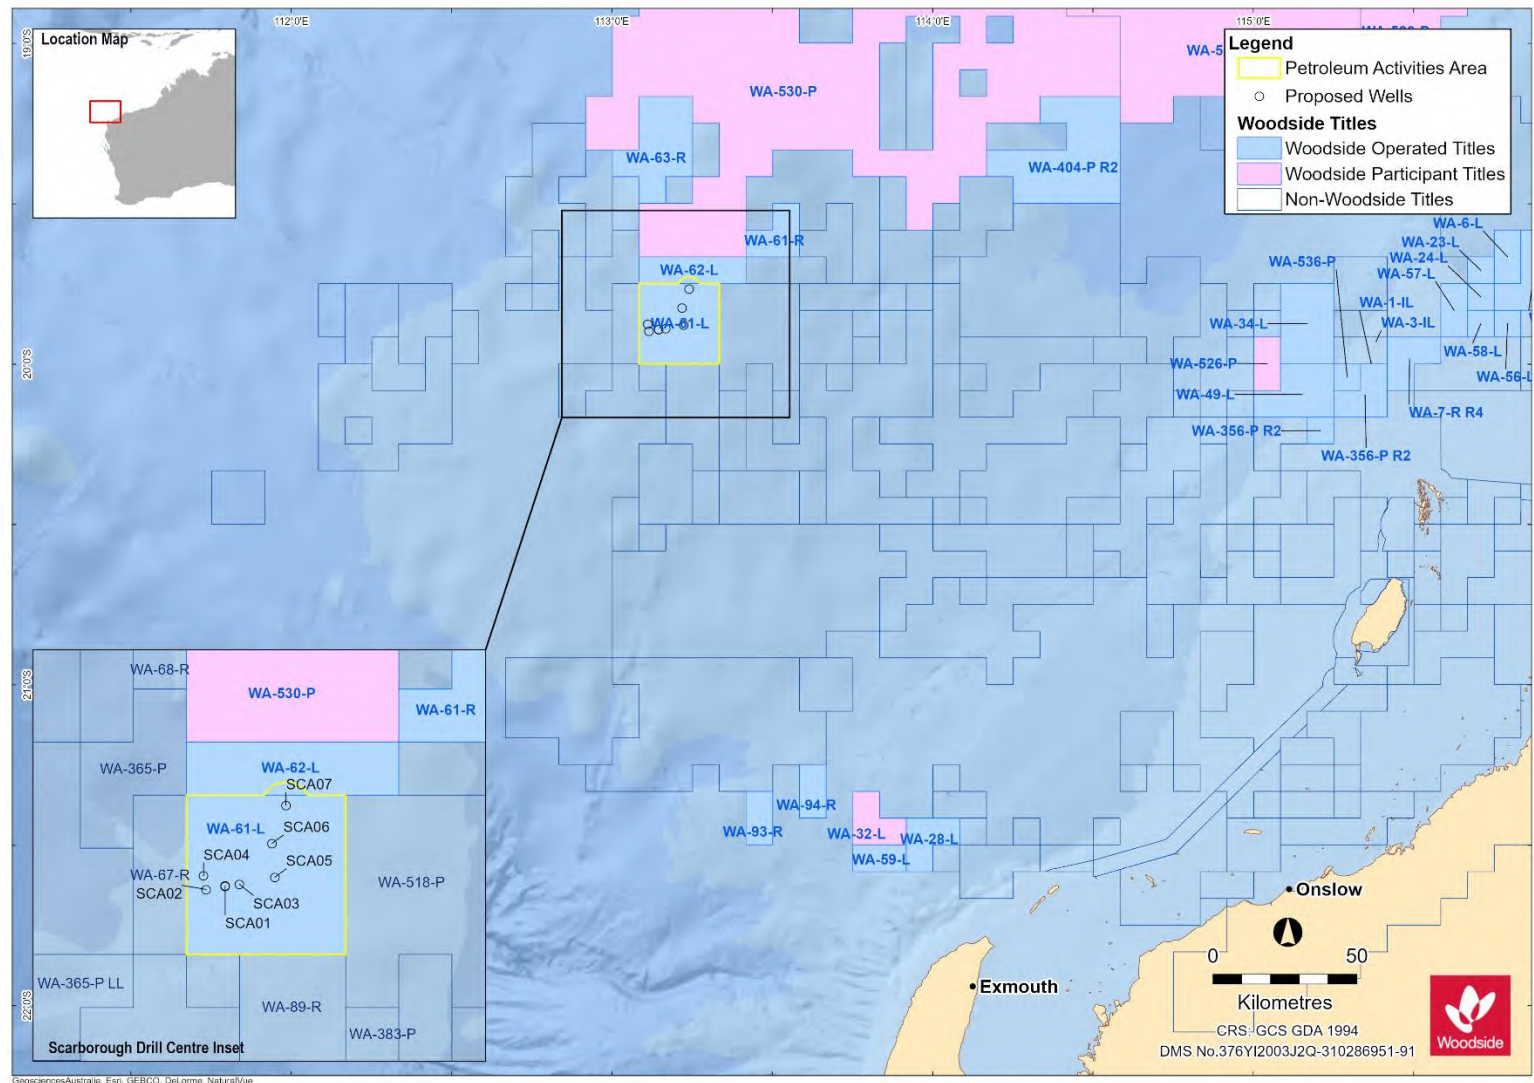 112°0'E
113°0'E
114°0'E
115°0'E
19°0'S
20°0'S
21°0'S
22°0'S
Location Map
Legend
Petroleum Activities Area
Proposed Wells
Woodside Titles
Woodside Operated Titles
Woodside Participant Titles
Non-Woodside Titles
WA-530-P
WA-5
WA-63-R
WA-404-P R2
WA-61-R
WA-62-L
WA-61-L
WA-6-L
WA-23-L
WA-24-L
WA-57-L
WA-536-P
WA-1-IL
WA-3-IL
WA-34-L
WA-58-L
WA-526-P
WA-56-L
WA-49-L
WA-7-R R4
WA-356-P R2
WA-356-P R2
WA-94-R
WA-93-R
WA-32-L
WA-28-L
WA-59-L
WA-68-R
WA-530-P
WA-61-R
WA-365-P
WA-62-L
SCA07
WA-61-L
SCA06
SCA04
SCA05
WA-67-R
SCA02
WA-518-P
SCA03
SCA01
WA-365-P LL
WA-89-R
WA-383-P
Scarborough Drill Centre Inset
Onslow
Exmouth
0 50
Kilometres
CRS: GCS GDA 1994
DMS No.376YI2003J2Q-310286951-91
Woodside
GeosciencesAustralia, Esri, GEBCO, DeLorme, NaturalVue